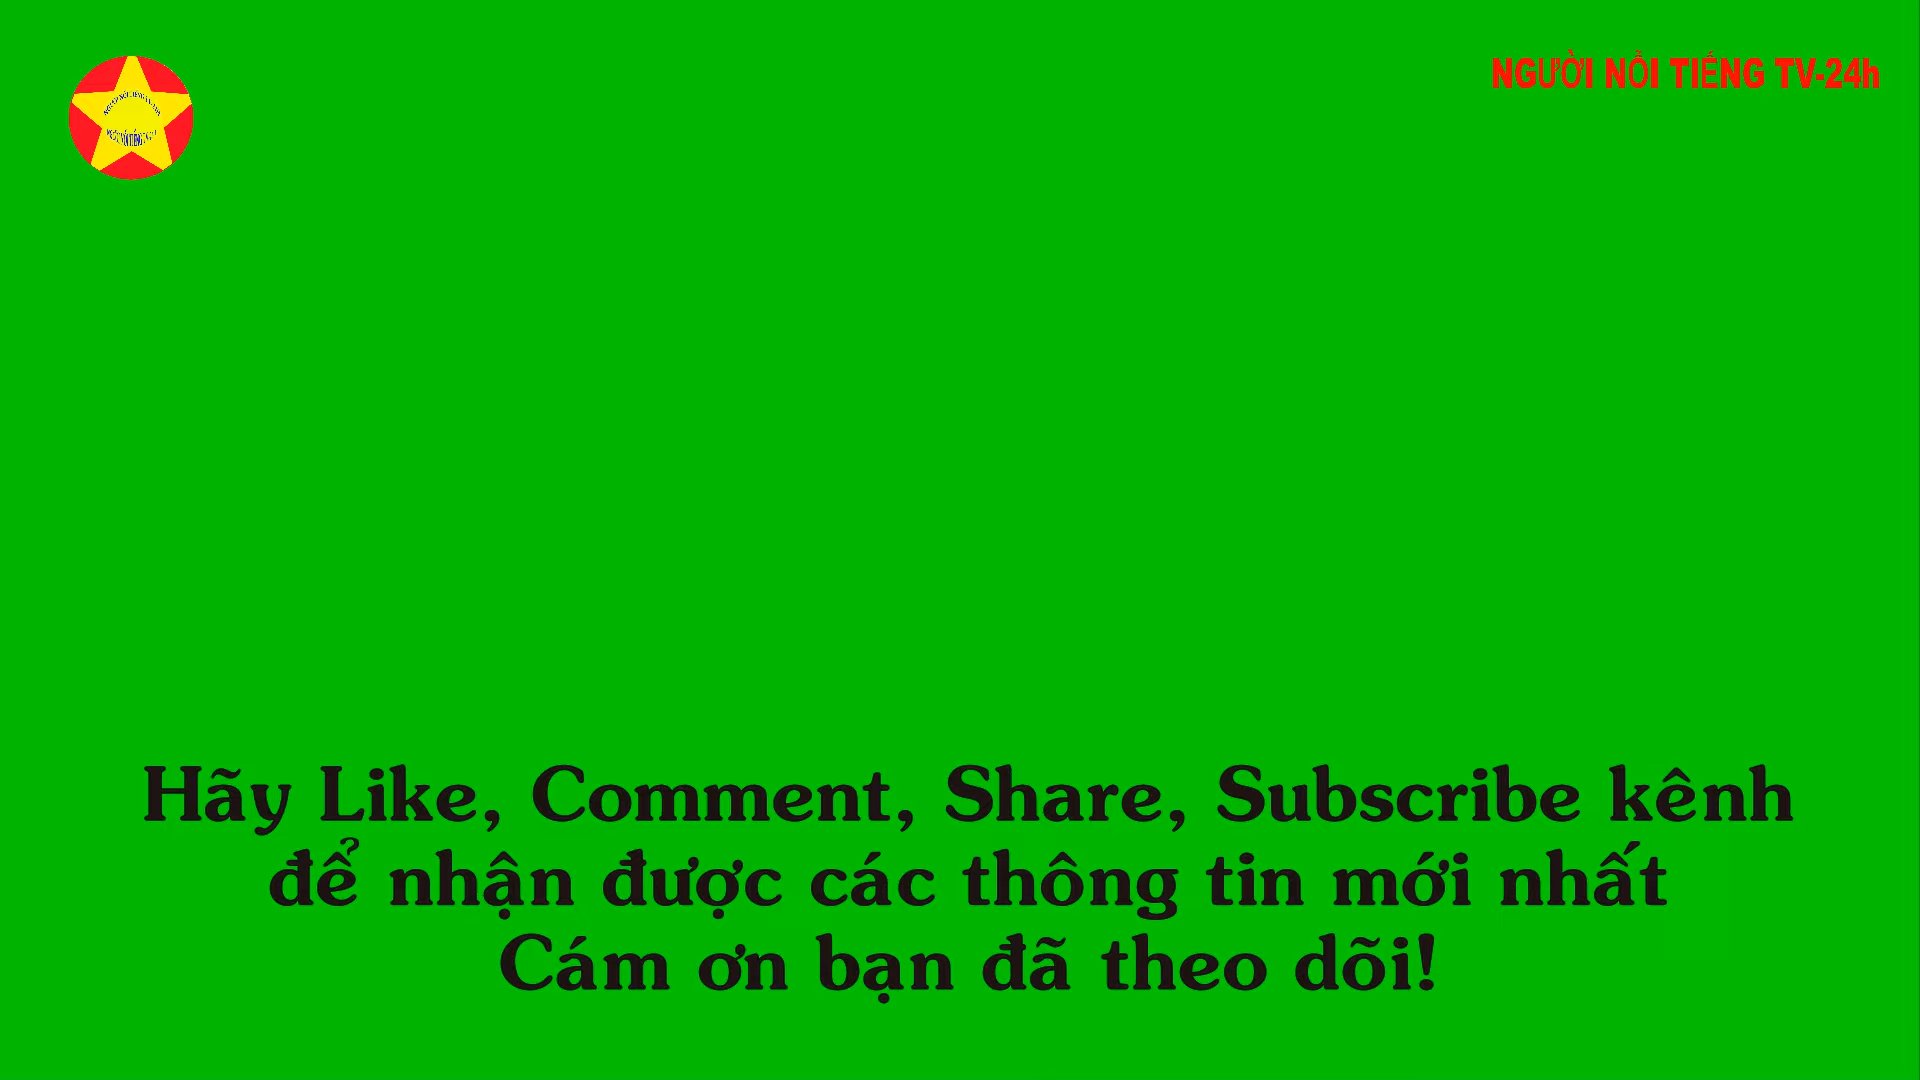 NGƯỜI NỔI TIẾNG TV-24h
Hãy Like, Comment, Share, Subscribe kênh
để nhận được các thông tin mới nhất
Cám ơn bạn đã theo dõi!